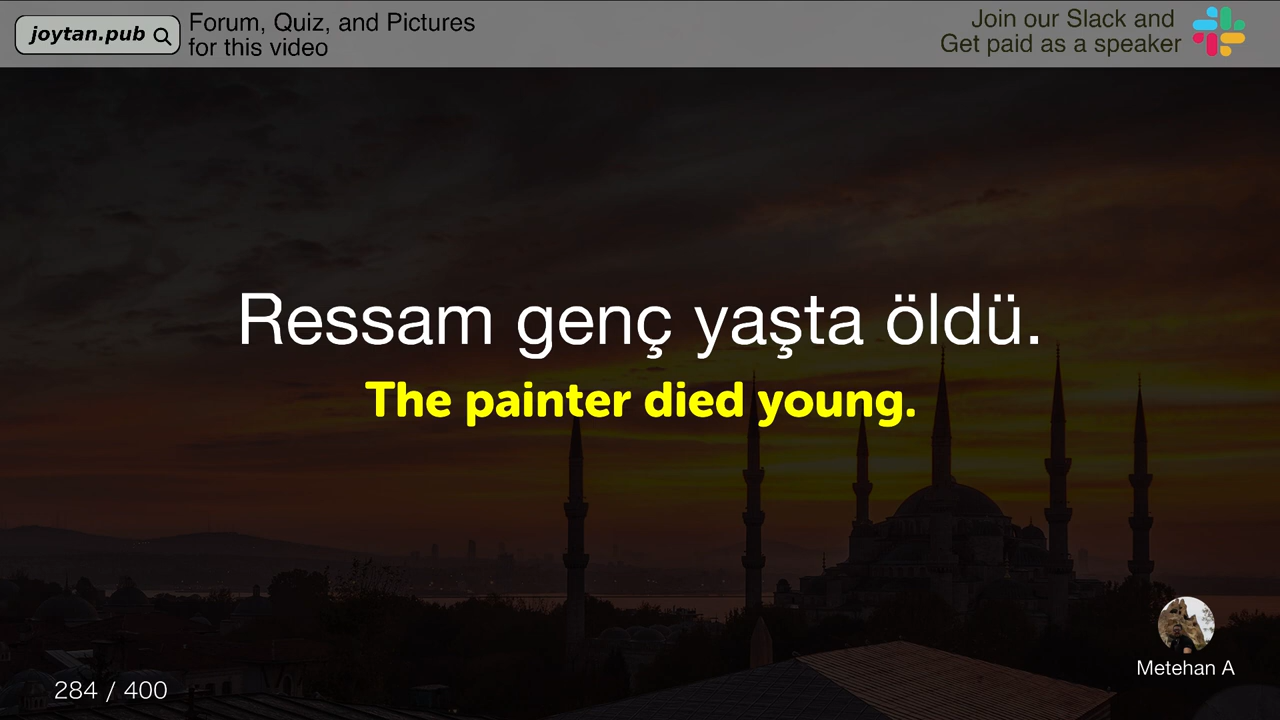 joytan.pub
Forum, Quiz, and Pictures
for this video
Join our Slack and
Get paid as a speaker
Ressam genç yaşta öldü.
The painter died young.
Metehan A
284 / 400